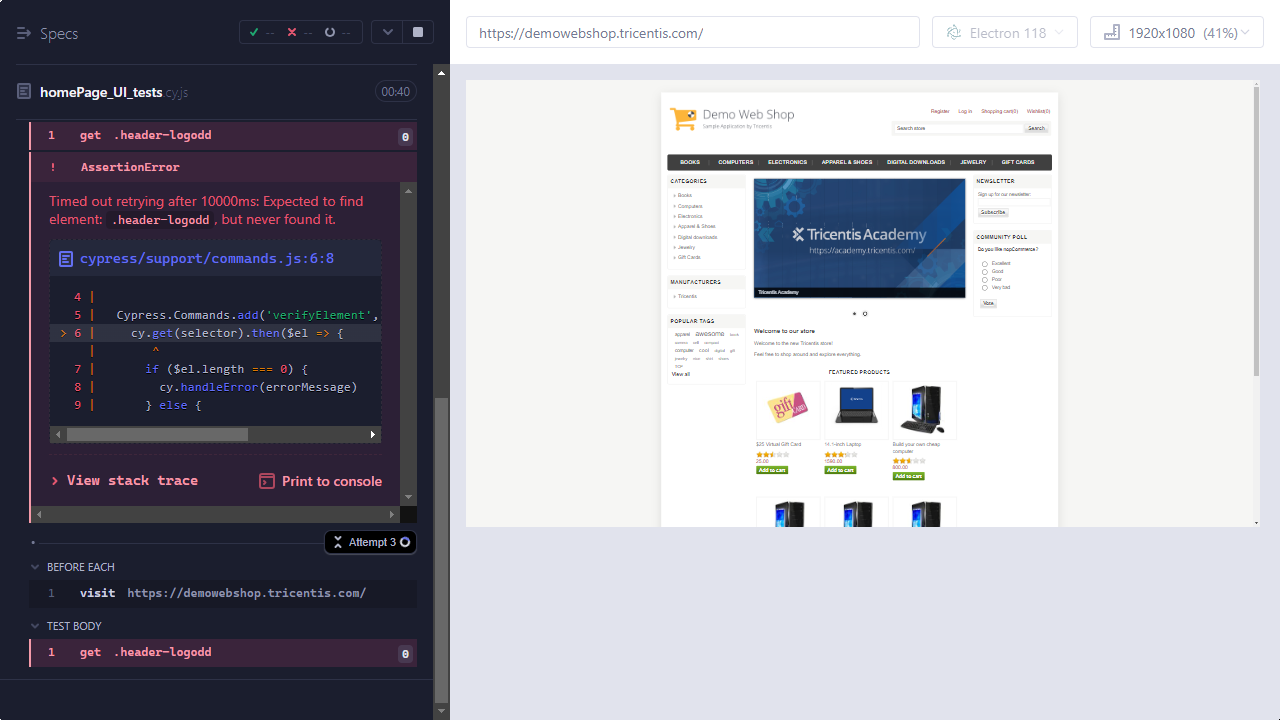 Specs
-- -- --
homePage_UI_tests.cy.js 00:40
1 get .header-logodd 0
! AssertionError
Timed out retrying after 10000ms: Expected to find
element: .header-logodd, but never found it.
cypress/support/commands.js:6:8
4 |
5 | Cypress.Commands.add('verifyElement',
> 6 | cy.get(selector).then($el => {
| ^
7 | if ($el.length === 0) {
8 | cy.handleError(errorMessage)
9 | } else {
> View stack trace Print to console
Attempt 3
BEFORE EACH
1 visit https://demowebshop.tricentis.com/
TEST BODY
1 get .header-logodd 0
https://demowebshop.tricentis.com/
Electron 118
1920x1080 (41%)
Demo Web Shop
Sample Application by Tricentis
Register Log in Shopping cart(0) Wishlist(0)
Search store Search
BOOKS COMPUTERS ELECTRONICS APPAREL & SHOES DIGITAL DOWNLOADS JEWELRY GIFT CARDS
CATEGORIES
Books
Computers
Electronics
Apparel & Shoes
Digital downloads
Jewelry
Gift Cards
MANUFACTURERS
Tricentis
POPULAR TAGS
apparel awesome
computer cool digital gift
View all
Tricentis Academy
https://academy.tricentis.com/
Tricentis Academy
Welcome to our store
Welcome to the new Tricentis store!
Feel free to shop around and explore everything.
FEATURED PRODUCTS
gift
$25 Virtual Gift Card
25.00
Add to cart
14.1-inch Laptop
1590.00
Add to cart
Build your own cheap
computer
800.00
Add to cart
NEWSLETTER
Sign up for our newsletter:
Subscribe
COMMUNITY POLL
Do you like nopCommerce?
Excellent
Good
Poor
Very bad
Vote